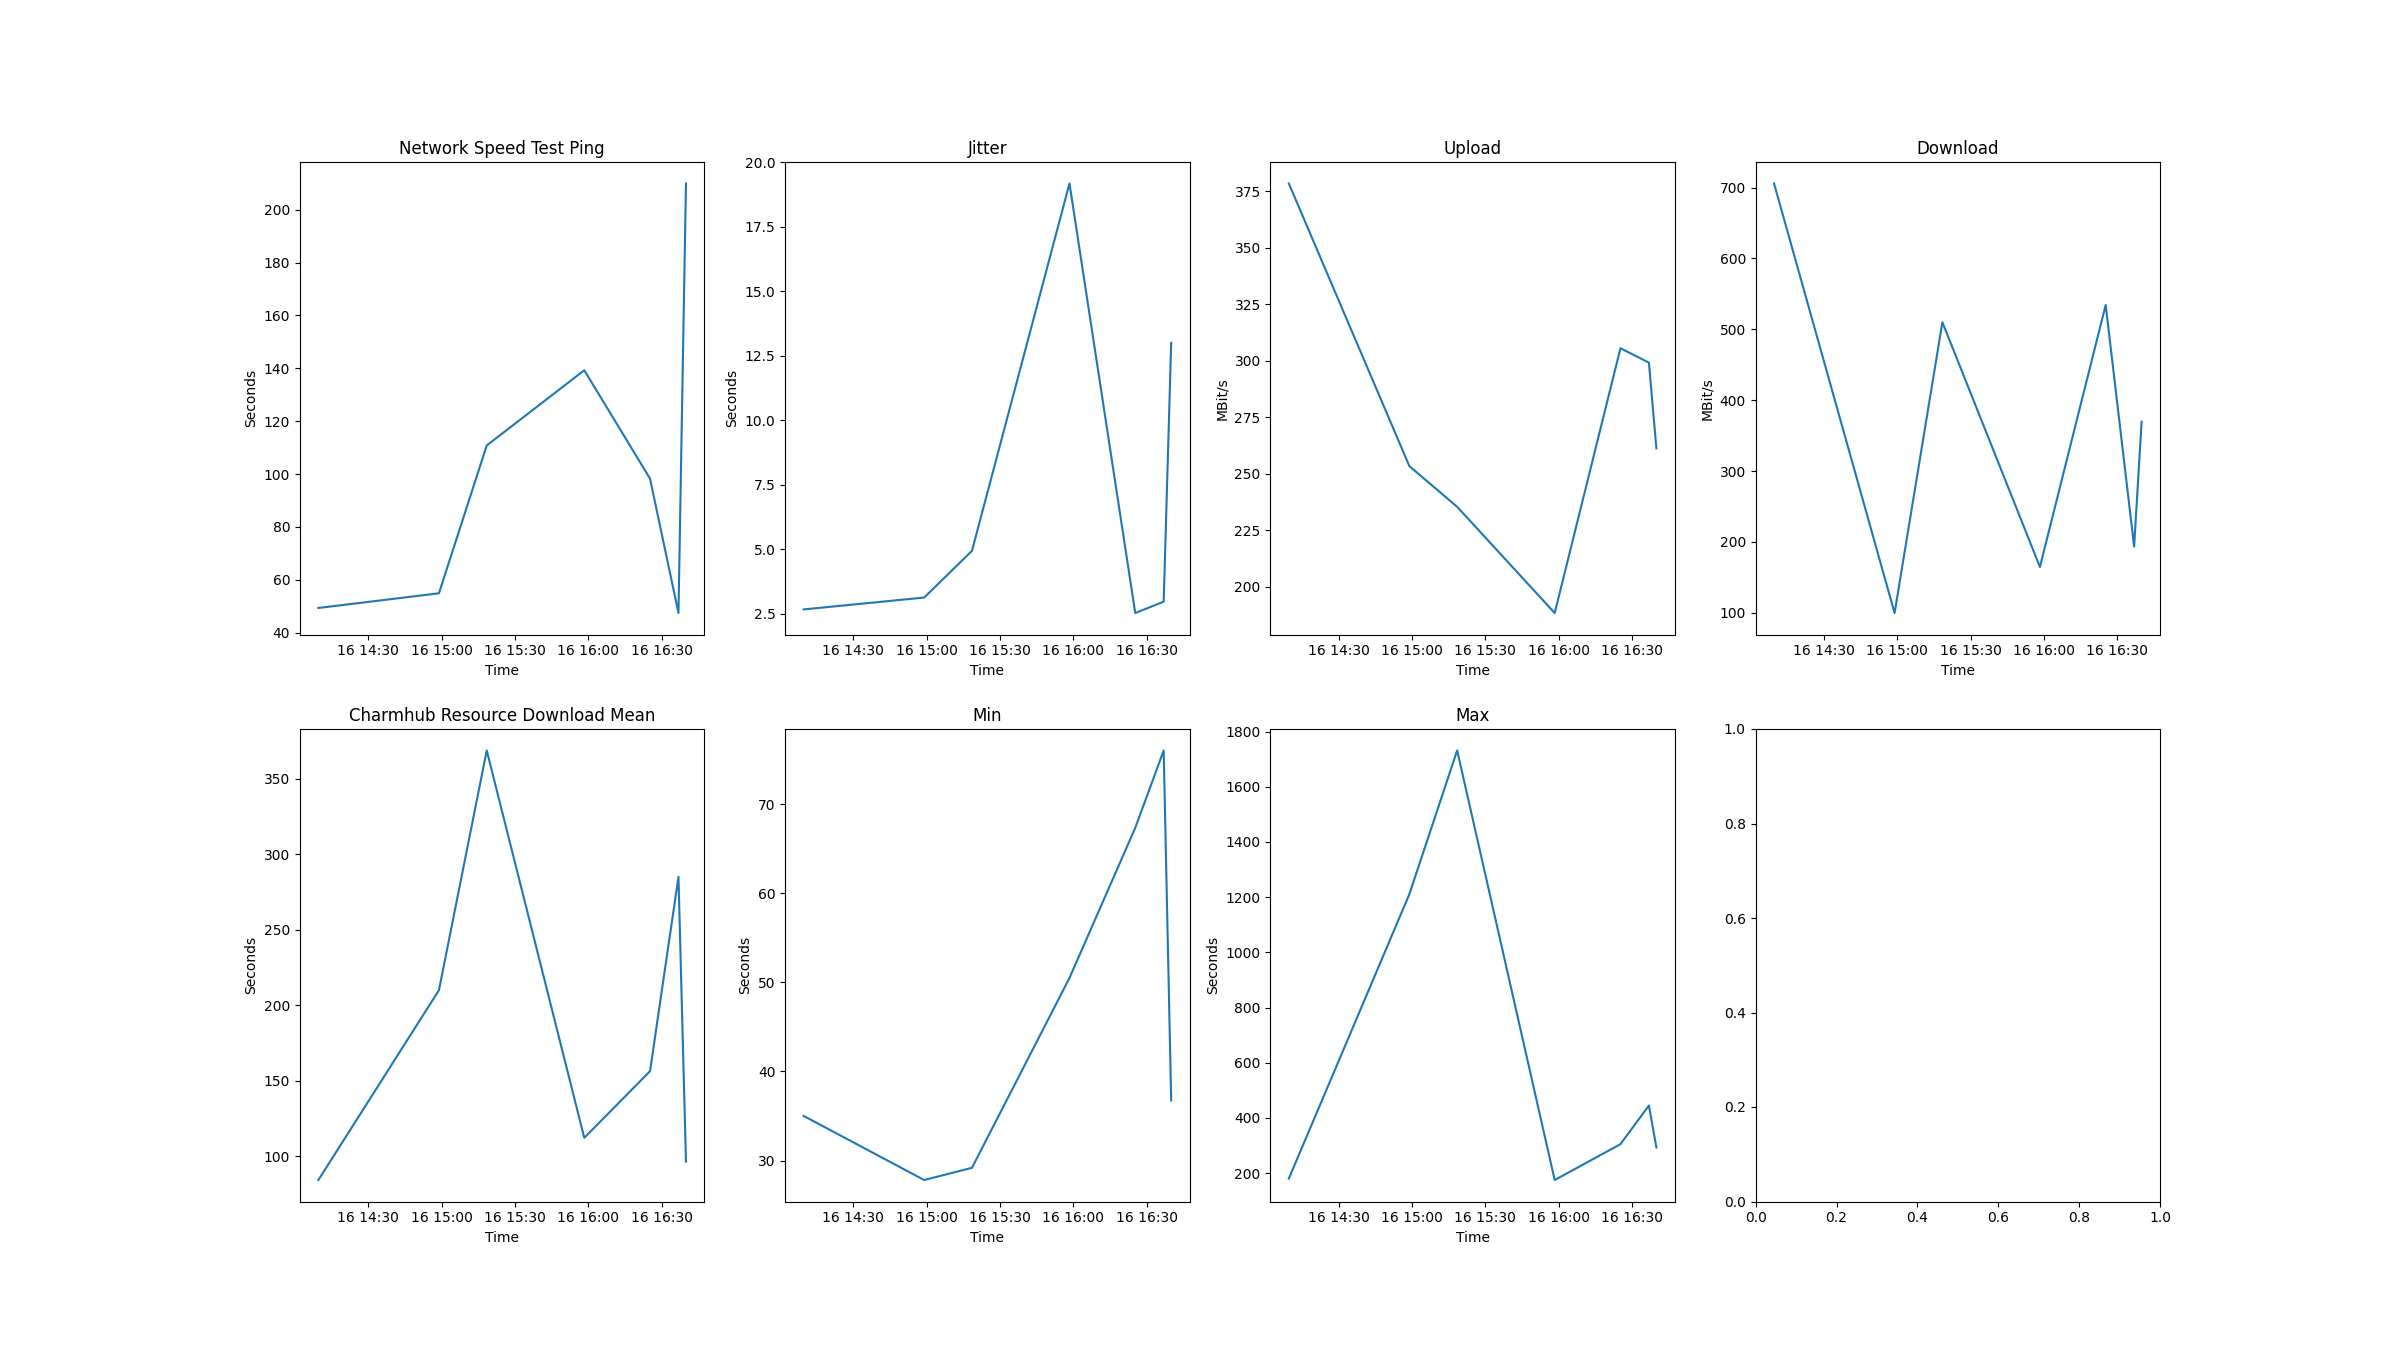 Network Speed Test Ping
200
180
160
140
120
100
80
60
40
Seconds
16 14:30 16 15:00 16 15:30 16 16:00 16 16:30
Time
Jitter
20.0
17.5
15.0
12.5
10.0
7.5
5.0
2.5
Seconds
16 14:30 16 15:00 16 15:30 16 16:00 16 16:30
Time
Upload
375
350
325
300
275
250
225
200
MBit/s
16 14:30 16 15:00 16 15:30 16 16:00 16 16:30
Time
Download
700
600
500
400
300
200
100
MBit/s
16 14:30 16 15:00 16 15:30 16 16:00 16 16:30
Time
Charmhub Resource Download Mean
350
300
250
200
150
100
Seconds
16 14:30 16 15:00 16 15:30 16 16:00 16 16:30
Time
Min
70
60
50
40
30
Seconds
16 14:30 16 15:00 16 15:30 16 16:00 16 16:30
Time
Max
1800
1600
1400
1200
1000
800
600
400
200
Seconds
16 14:30 16 15:00 16 15:30 16 16:00 16 16:30
Time
1.0
0.8
0.6
0.4
0.2
0.0
0.0 0.2 0.4 0.6 0.8 1.0